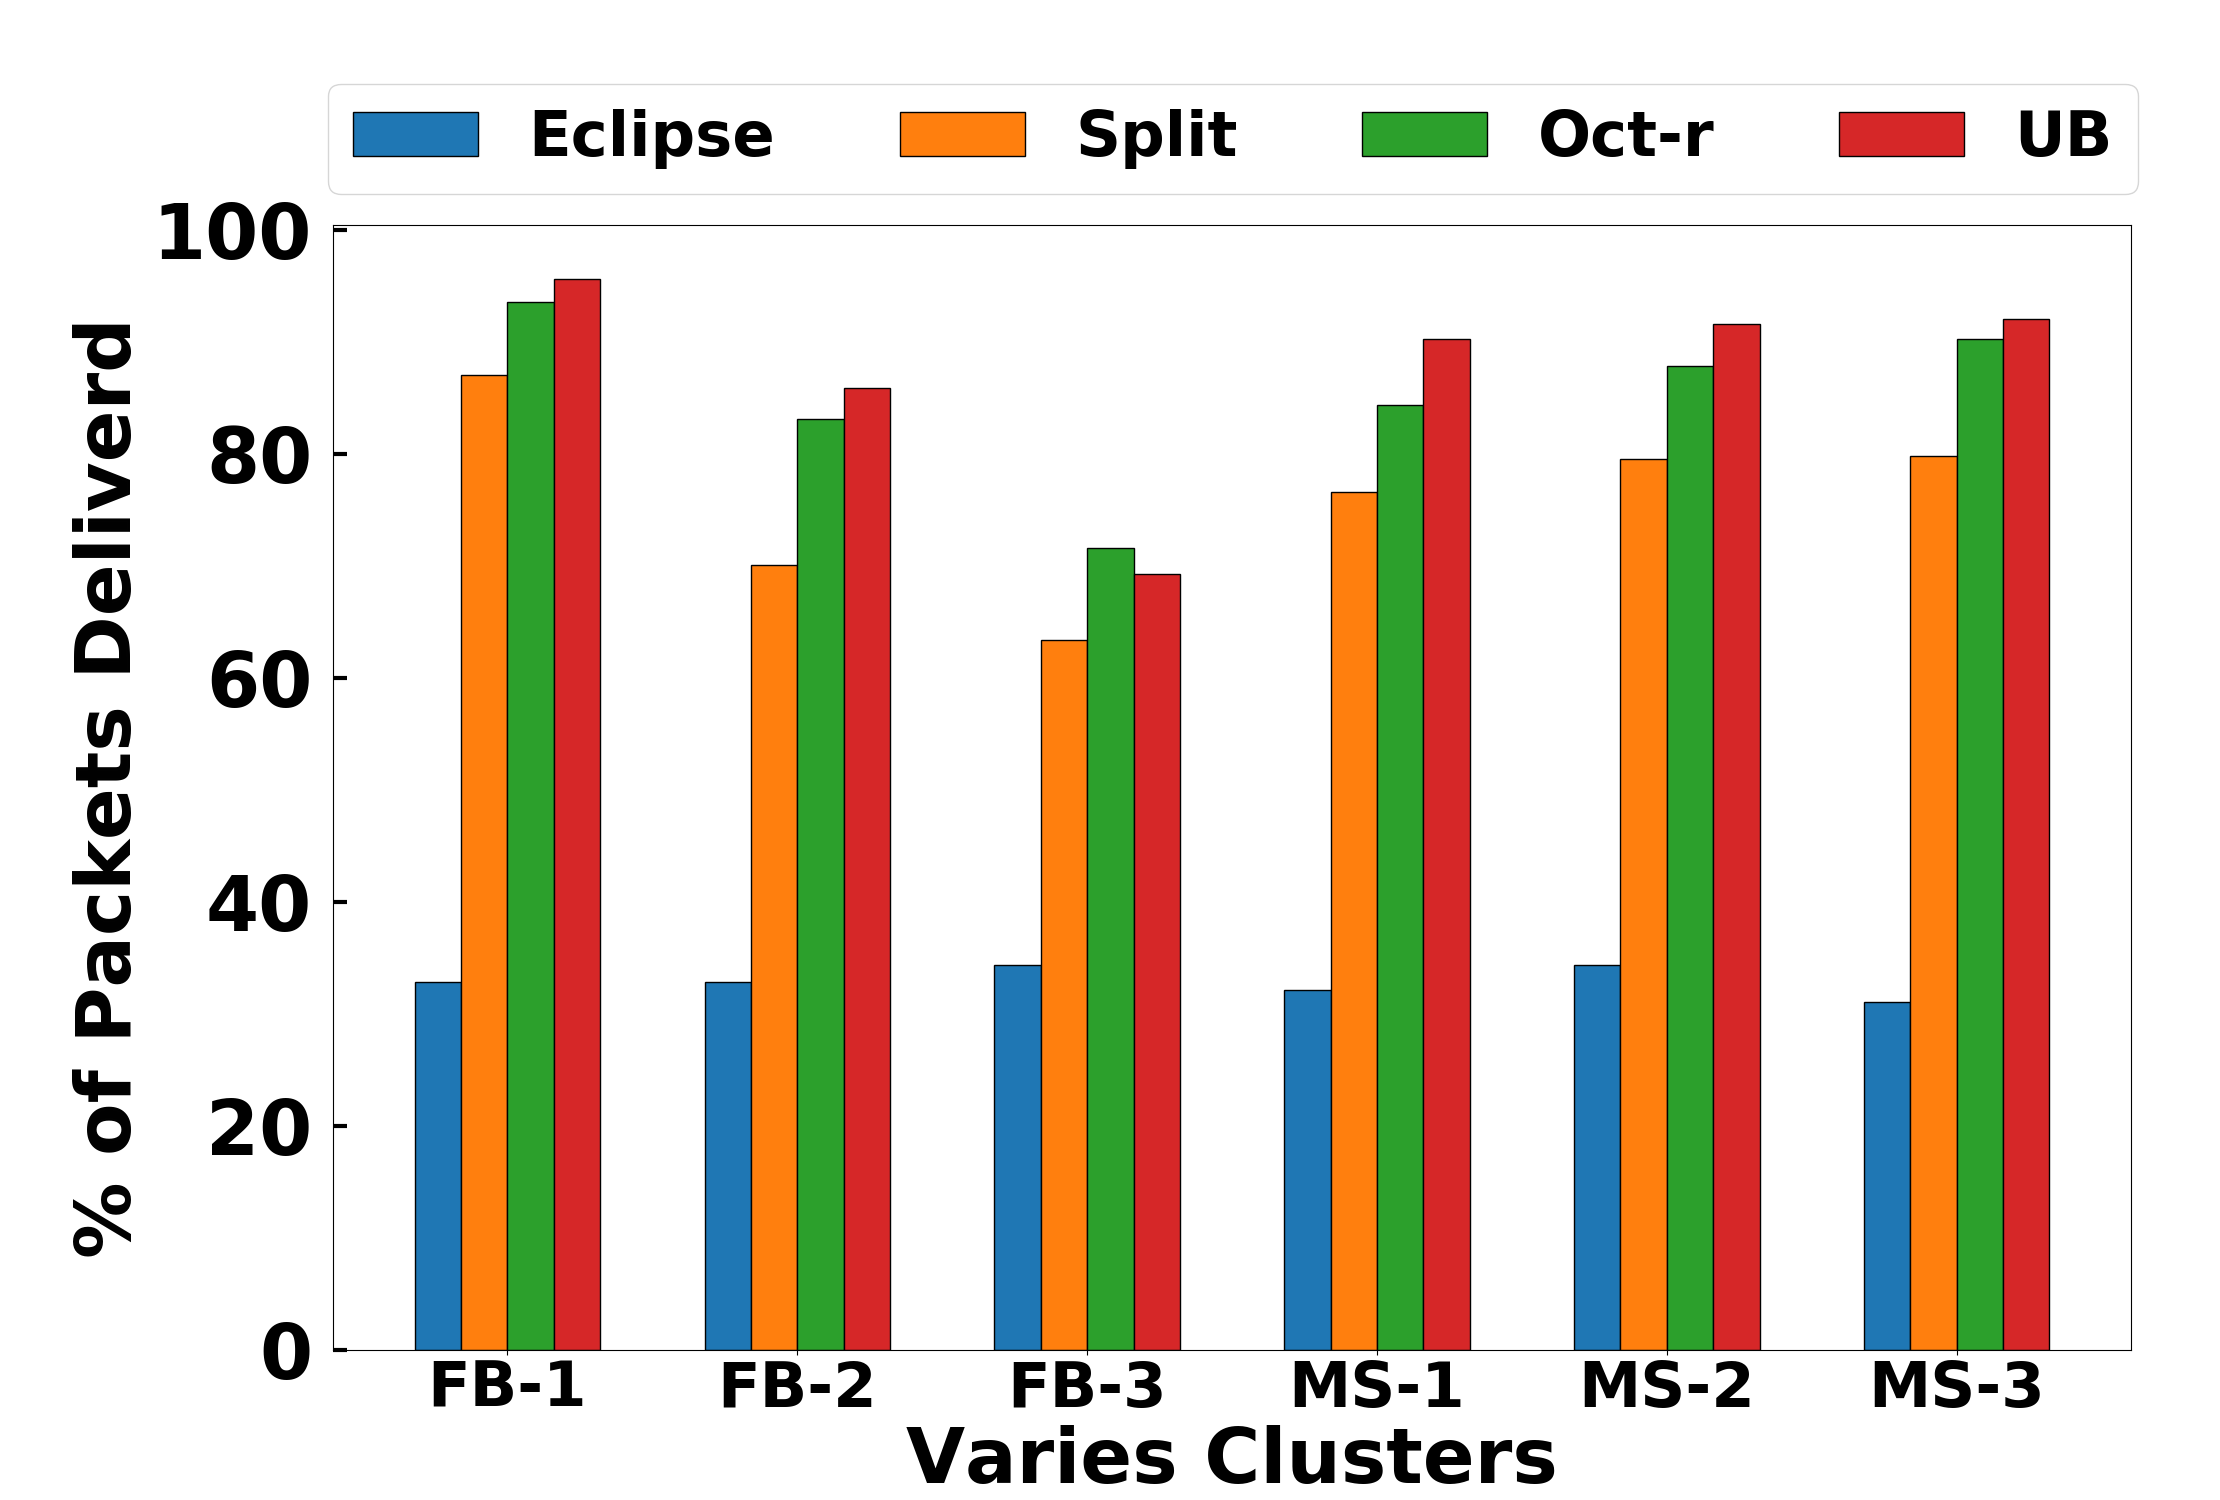 Eclipse Split Oct-r UB
100
80
60
40
20
0
% of Packets Deliverd
FB-1 FB-2 FB-3 MS-1 MS-2 MS-3
Varies Clusters